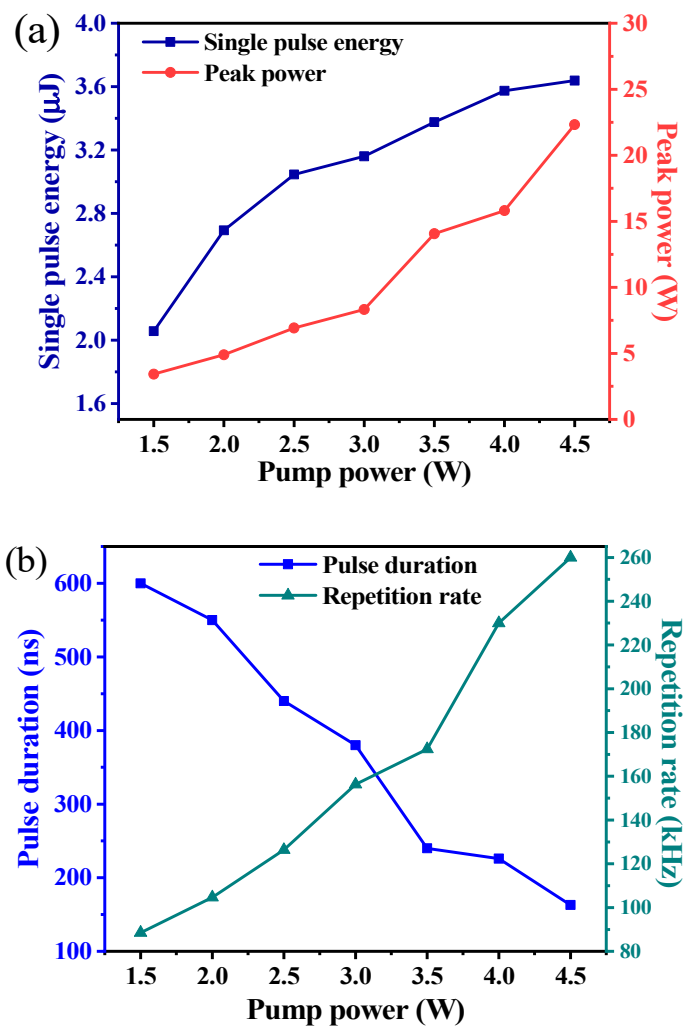 (a)
Single pulse energy
Peak power
4.0
3.6
3.2
2.8
2.4
2.0
1.6
Single pulse energy (μJ)
30
25
20
15
10
5
0
Peak power (W)
1.5 2.0 2.5 3.0 3.5 4.0 4.5
Pump power (W)
(b)
Pulse duration
Repetition rate
600
500
400
300
200
100
Pulse duration (ns)
260
240
220
200
180
160
140
120
100
80
Repetition rate (kHz)
1.5 2.0 2.5 3.0 3.5 4.0 4.5
Pump power (W)